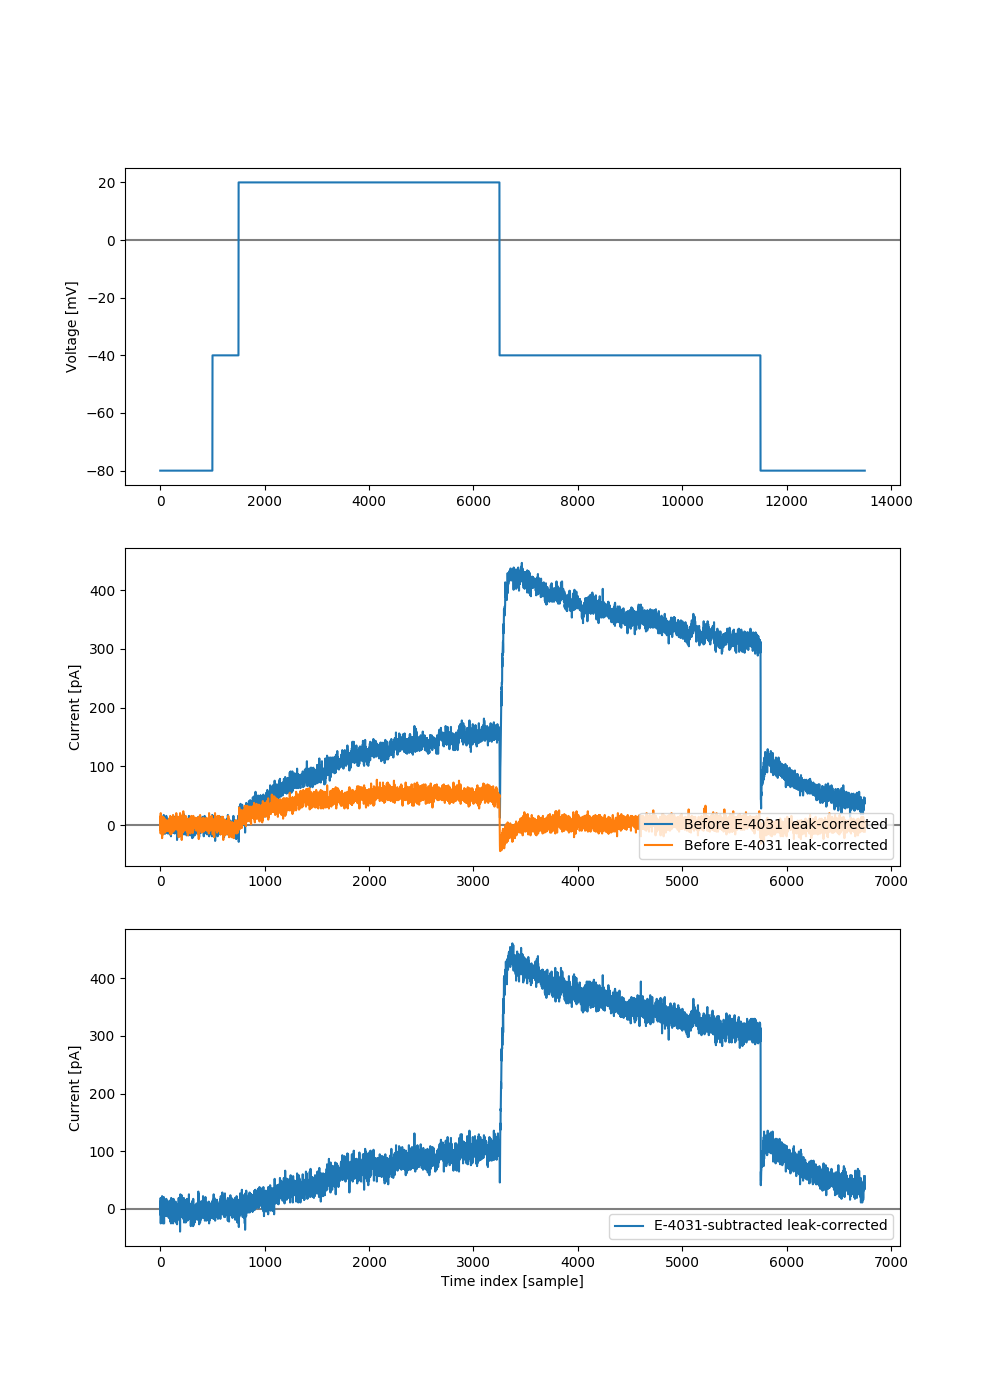 20
0
−20
−40
−60
−80
Voltage [mV]
0 2000 4000 6000 8000 10000 12000 14000
400
300
200
100
0
Current [pA]
Before E-4031 leak-corrected
Before E-4031 leak-corrected
0 1000 2000 3000 4000 5000 6000 7000
400
300
200
100
0
Current [pA]
E-4031-subtracted leak-corrected
0 1000 2000 3000 4000 5000 6000 7000
Time index [sample]